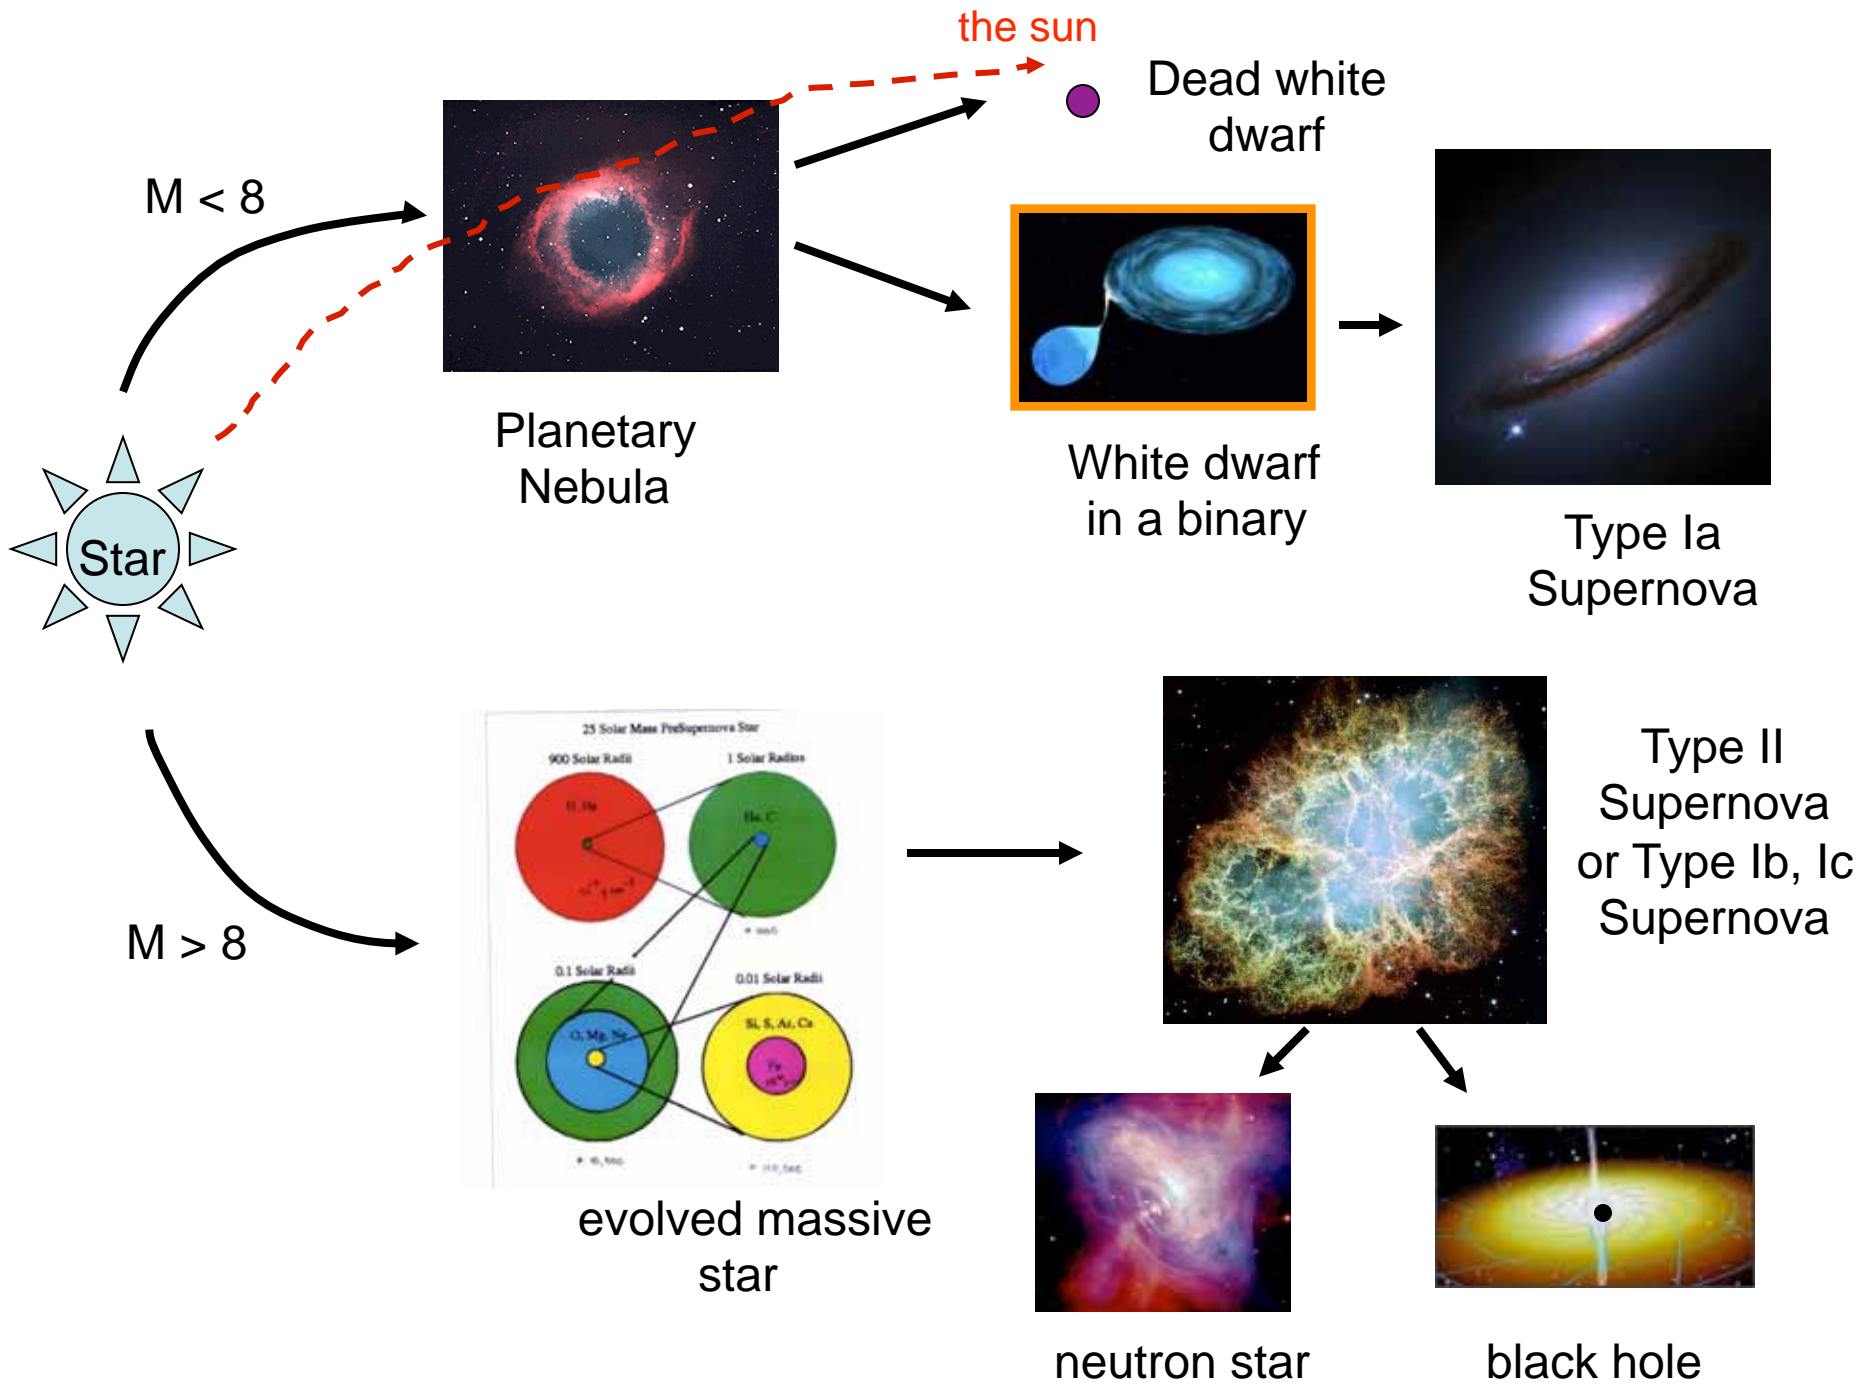 the sun
Dead white
dwarf
M < 8
Planetary
Nebula
White dwarf
in a binary
Type Ia
Supernova
Star
25 Solar Mass PreSupernova Star
900 Solar Radii
1 Solar Radius
H, He
He, C
0.1 Solar Radii
0.01 Solar Radii
O, Mg, Ne
Si, S, Ar, Ca
Fe
M > 8
evolved massive
star
Type II
Supernova
or Type Ib, Ic
Supernova
neutron star
black hole